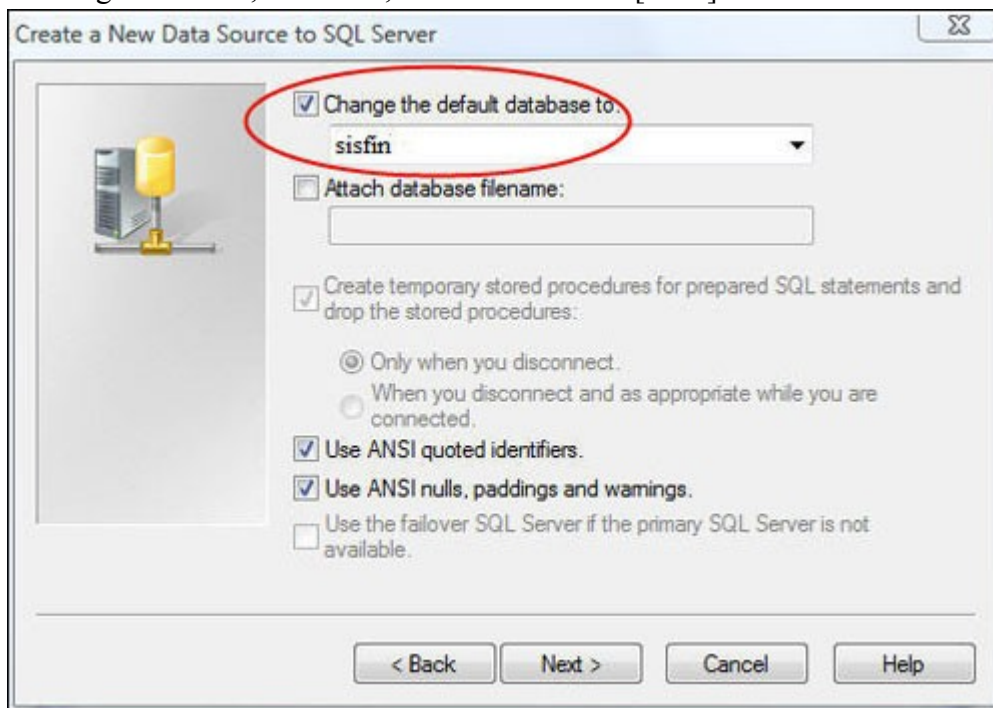 Create a New Data Source to SQL Server
Change the default database to:
sisfin
Attach database filename:
Create temporary stored procedures for prepared SQL statements and
drop the stored procedures:
Only when you disconnect.
When you disconnect and as appropriate while you are
connected.
Use ANSI quoted identifiers.
Use ANSI nulls, paddings and warnings.
Use the failover SQL Server if the primary SQL Server is not
available.
< Back
Next >
Cancel
Help